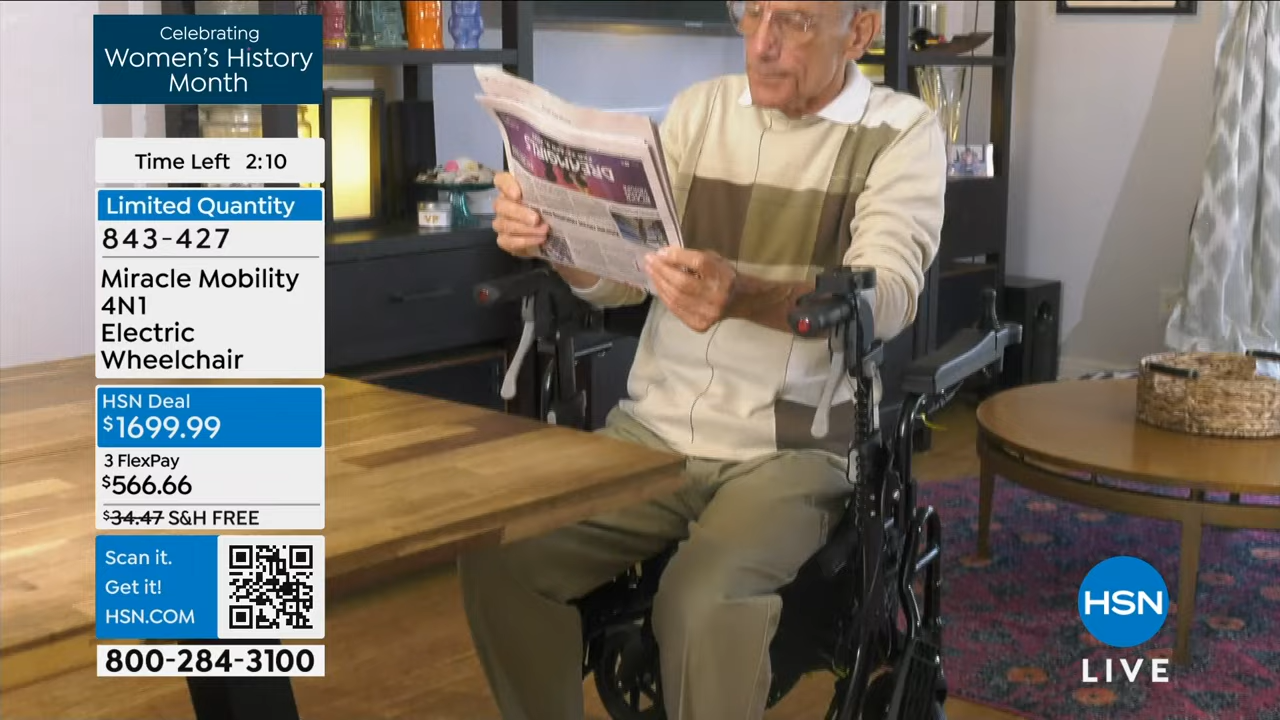 Celebrating
Women's History
Month
Time Left 2:10
Limited Quantity
843-427
Miracle Mobility
4N1
Electric
Wheelchair
HSN Deal
$1699.99
3 FlexPay
$566.66
$34.47 S&H FREE
Scan it.
Get it!
HSN.COM
800-284-3100
DREAMGIRLS
VP
HSN
LIVE